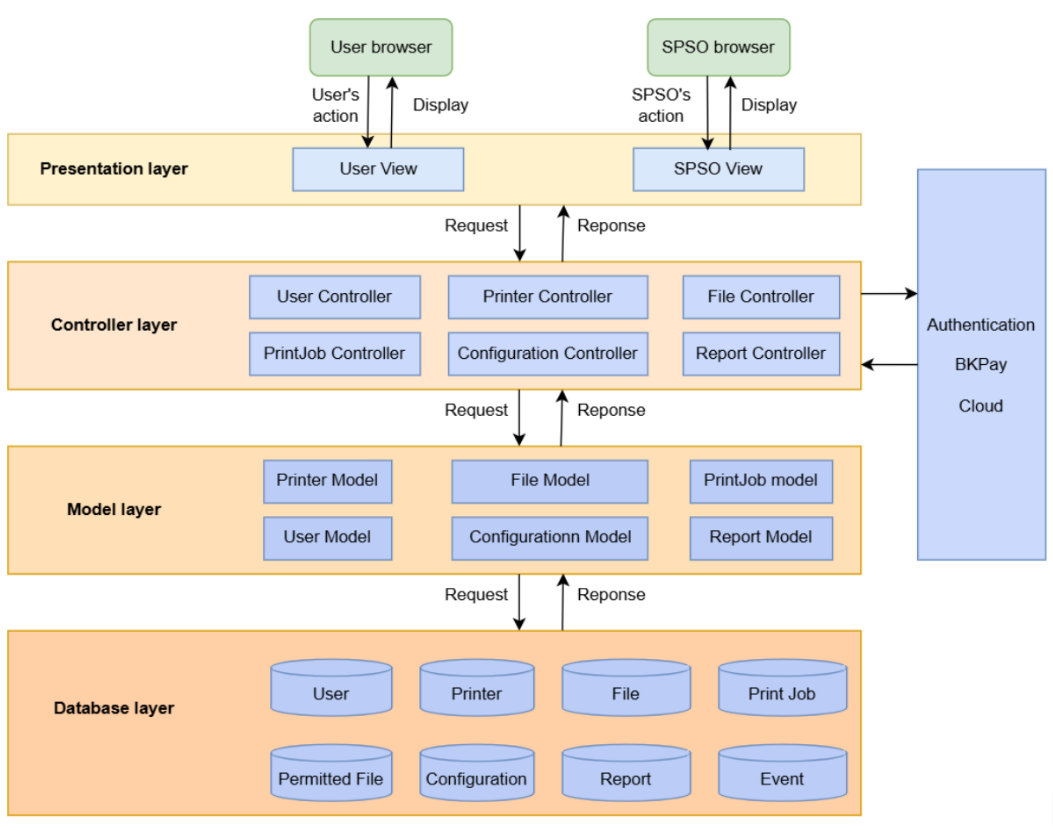 User browser
SPSO browser
User's
action
Display
SPSO's
action
Display
Presentation layer
User View
SPSO View
Request
Reponse
Controller layer
User Controller
Printer Controller
File Controller
PrintJob Controller
Configuration Controller
Report Controller
Authentication
BKPay
Cloud
Request
Reponse
Model layer
Printer Model
File Model
PrintJob model
User Model
Configurationn Model
Report Model
Request
Reponse
Database layer
User
Printer
File
Print Job
Permitted File
Configuration
Report
Event